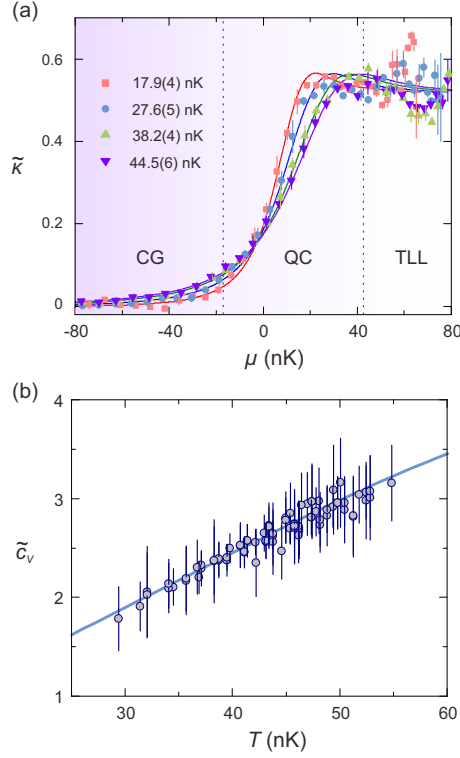 (a)
0.6
0.4
0.2
0
κ̃
17.9(4) nK
27.6(5) nK
38.2(4) nK
44.5(6) nK
CG QC TLL
-80 -40 0 40 80
μ (nK)
(b)
4
3
2
1
c̃ᵥ
30 40 50 60
T (nK)